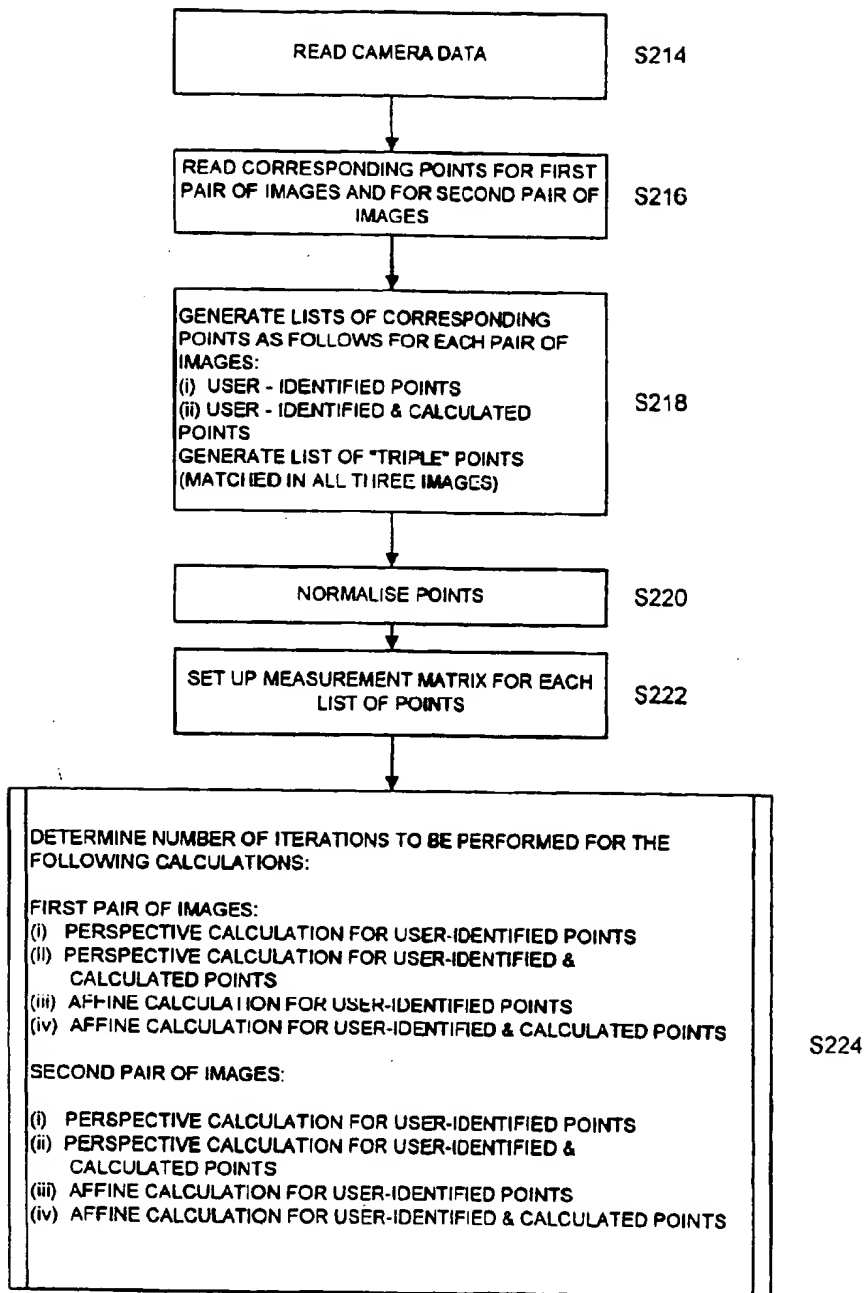 READ CAMERA DATA
S214
READ CORRESPONDING POINTS FOR FIRST
PAIR OF IMAGES AND FOR SECOND PAIR OF
IMAGES
S216
GENERATE LISTS OF CORRESPONDING
POINTS AS FOLLOWS FOR EACH PAIR OF
IMAGES:
(i) USER - IDENTIFIED POINTS
(ii) USER - IDENTIFIED & CALCULATED
POINTS
GENERATE LIST OF "TRIPLE" POINTS
(MATCHED IN ALL THREE IMAGES)
S218
NORMALISE POINTS
S220
SET UP MEASUREMENT MATRIX FOR EACH
LIST OF POINTS
S222
DETERMINE NUMBER OF ITERATIONS TO BE PERFORMED FOR THE
FOLLOWING CALCULATIONS:
FIRST PAIR OF IMAGES:
(i) PERSPECTIVE CALCULATION FOR USER-IDENTIFIED POINTS
(ii) PERSPECTIVE CALCULATION FOR USER-IDENTIFIED &
CALCULATED POINTS
(iii) AFFINE CALCULATION FOR USER-IDENTIFIED POINTS
(iv) AFFINE CALCULATION FOR USER-IDENTIFIED & CALCULATED POINTS
S224
SECOND PAIR OF IMAGES:
(i) PERSPECTIVE CALCULATION FOR USER-IDENTIFIED POINTS
(ii) PERSPECTIVE CALCULATION FOR USER-IDENTIFIED &
CALCULATED POINTS
(iii) AFFINE CALCULATION FOR USER-IDENTIFIED POINTS
(iv) AFFINE CALCULATION FOR USER-IDENTIFIED & CALCULATED POINTS